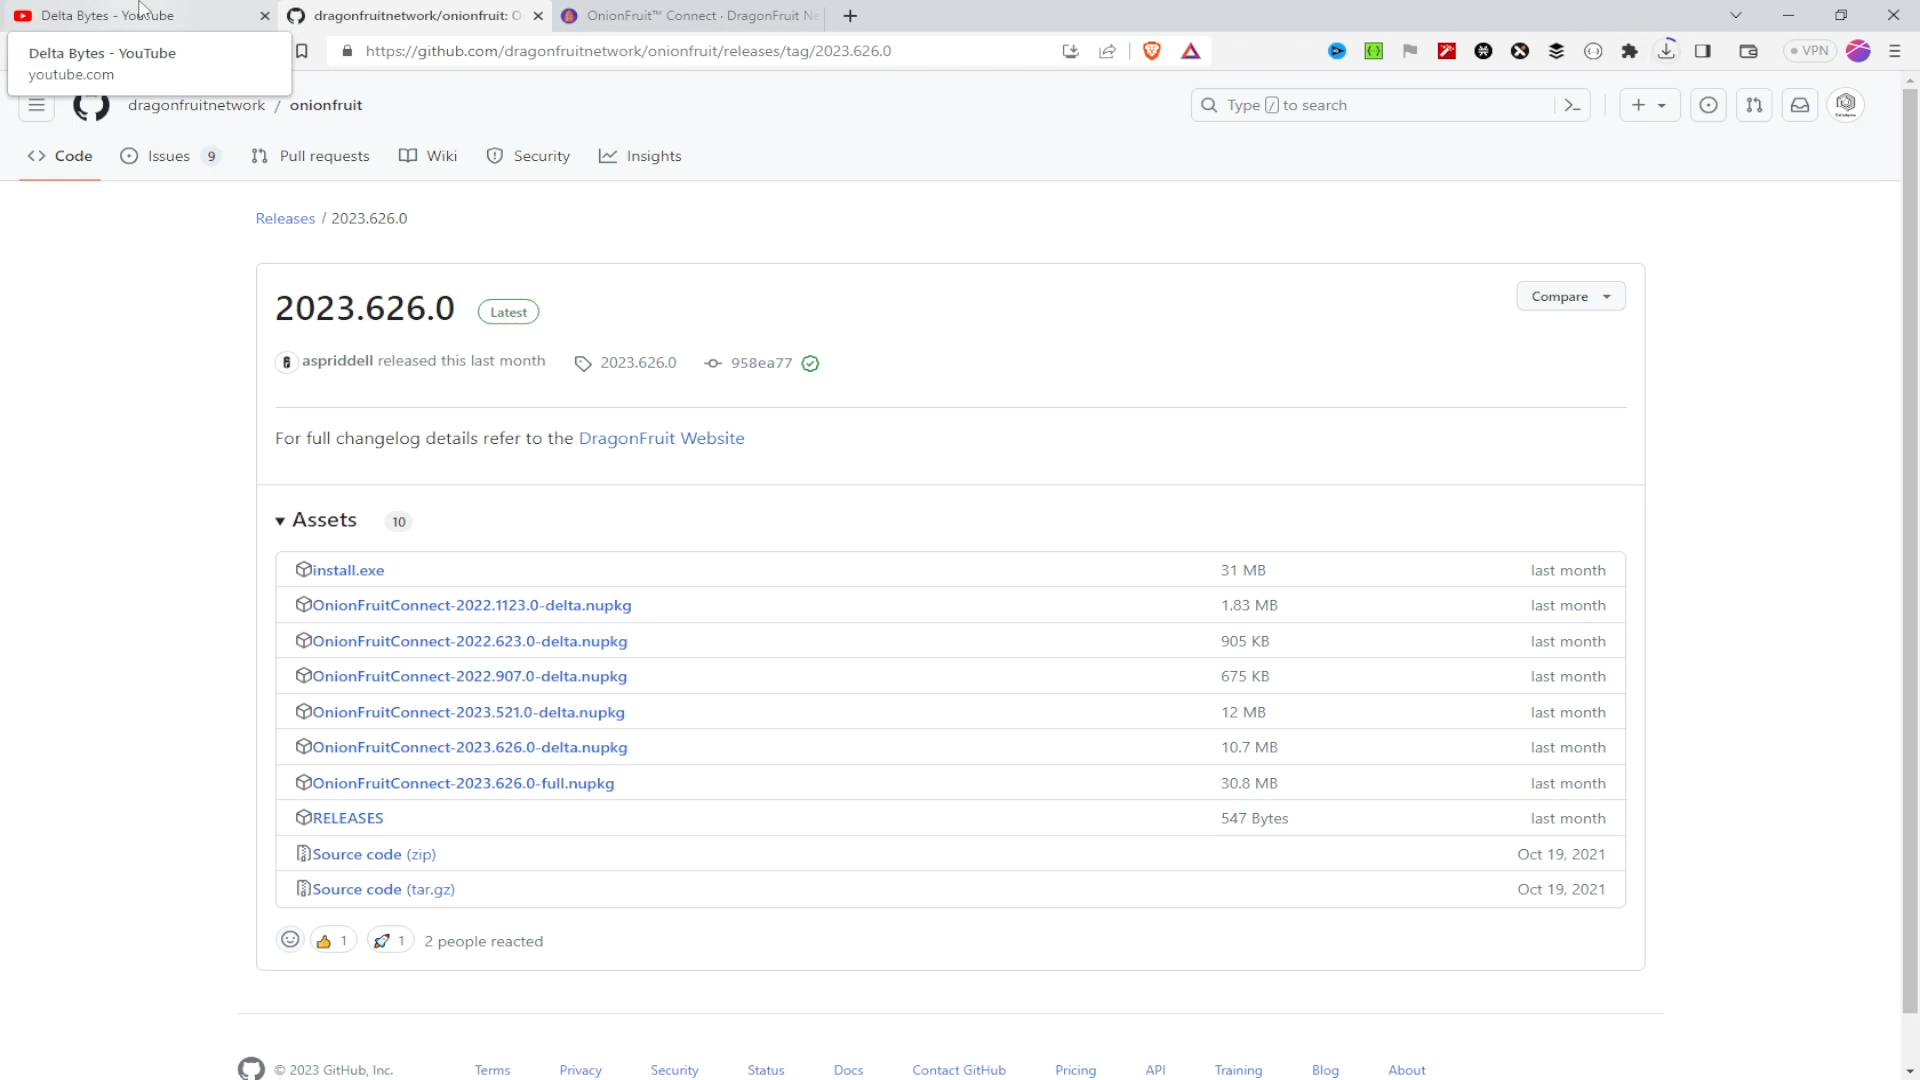 Delta Bytes - YouTube
dragonfruitnetwork/onionfruit: O
OnionFruit™ Connect · DragonFruit Ne
Delta Bytes - YouTube
youtube.com
https://github.com/dragonfruitnetwork/onionfruit/releases/tag/2023.626.0
VPN
dragonfruitnetwork / onionfruit
Type / to search
Code
Issues 9
Pull requests
Wiki
Security
Insights
Releases / 2023.626.0
2023.626.0 Latest
Compare
aspriddell released this last month
2023.626.0
958ea77
For full changelog details refer to the DragonFruit Website
Assets 10
install.exe 31 MB last month
OnionFruitConnect-2022.1123.0-delta.nupkg 1.83 MB last month
OnionFruitConnect-2022.623.0-delta.nupkg 905 KB last month
OnionFruitConnect-2022.907.0-delta.nupkg 675 KB last month
OnionFruitConnect-2023.521.0-delta.nupkg 12 MB last month
OnionFruitConnect-2023.626.0-delta.nupkg 10.7 MB last month
OnionFruitConnect-2023.626.0-full.nupkg 30.8 MB last month
RELEASES 547 Bytes last month
Source code (zip) Oct 19, 2021
Source code (tar.gz) Oct 19, 2021
👍 1 🚀 1 2 people reacted
© 2023 GitHub, Inc. Terms Privacy Security Status Docs Contact GitHub Pricing API Training Blog About